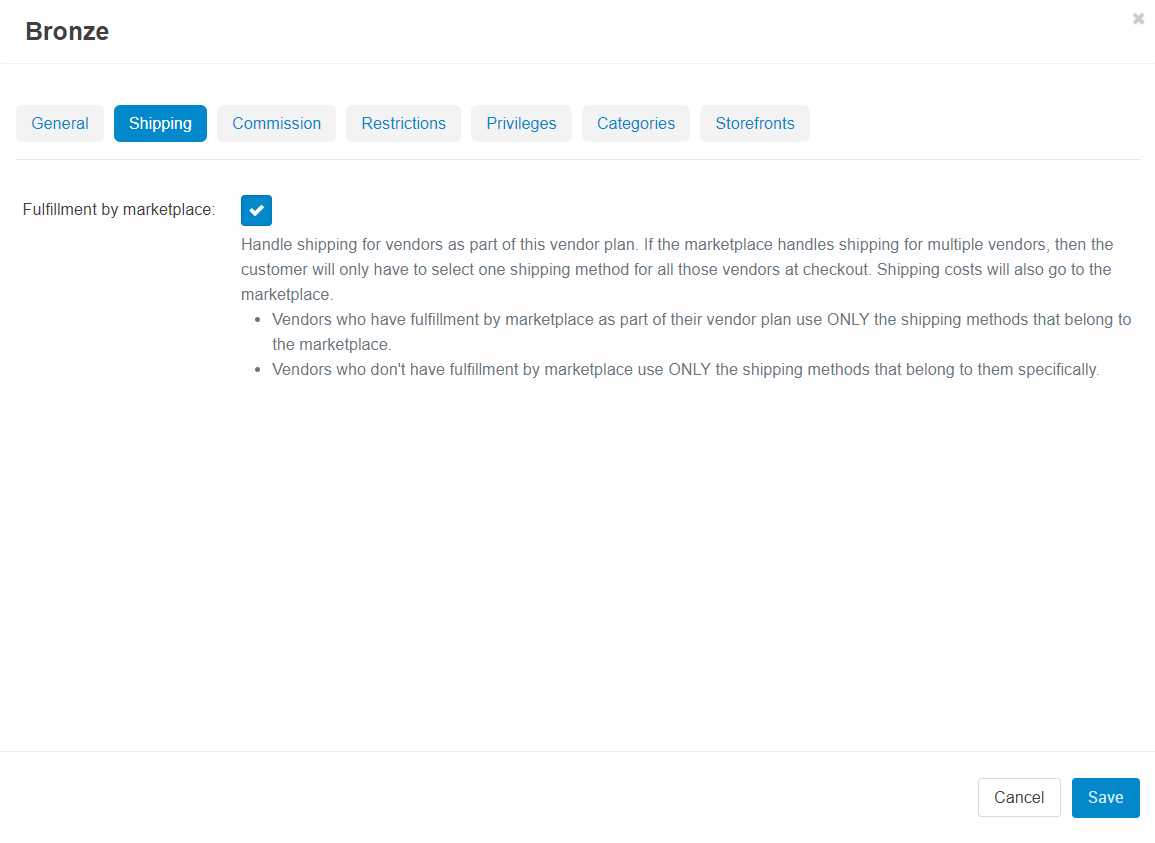 Bronze
General
Shipping
Commission
Restrictions
Privileges
Categories
Storefronts
Fulfillment by marketplace:
Handle shipping for vendors as part of this vendor plan. If the marketplace handles shipping for multiple vendors, then the
customer will only have to select one shipping method for all those vendors at checkout. Shipping costs will also go to the
marketplace.
• Vendors who have fulfillment by marketplace as part of their vendor plan use ONLY the shipping methods that belong to
the marketplace.
• Vendors who don't have fulfillment by marketplace use ONLY the shipping methods that belong to them specifically.
Cancel
Save